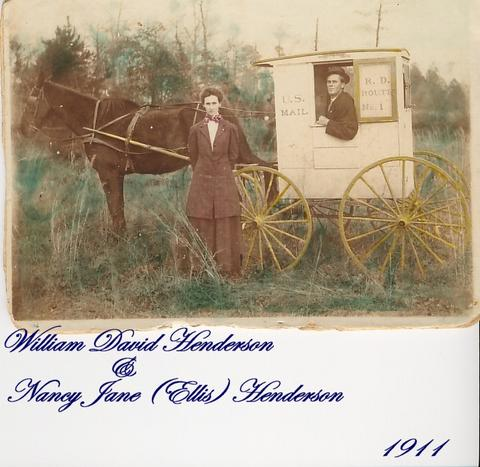 U.S.
MAIL
R.D.
ROUTE
No. 1
William David Henderson
&
Nancy Jane (Ellis) Henderson
1911